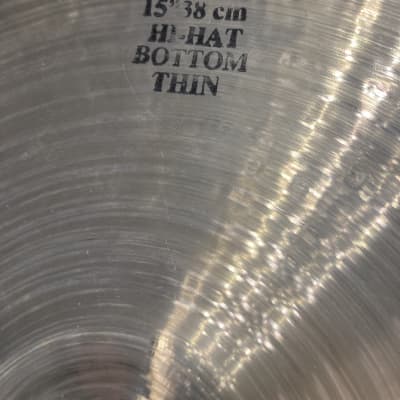 15" 38 cm
HI-HAT
BOTTOM
THIN